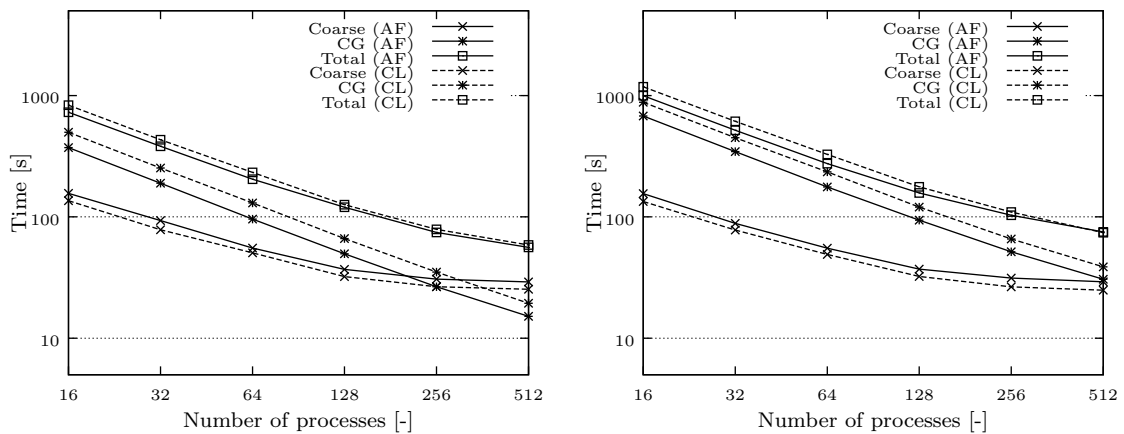 Coarse (AF)
CG (AF)
Total (AF)
Coarse (CL)
CG (CL)
Total (CL)
1000
100
10
Time [s]
16 32 64 128 256 512
Number of processes [-]
Coarse (AF)
CG (AF)
Total (AF)
Coarse (CL)
CG (CL)
Total (CL)
1000
100
10
Time [s]
16 32 64 128 256 512
Number of processes [-]